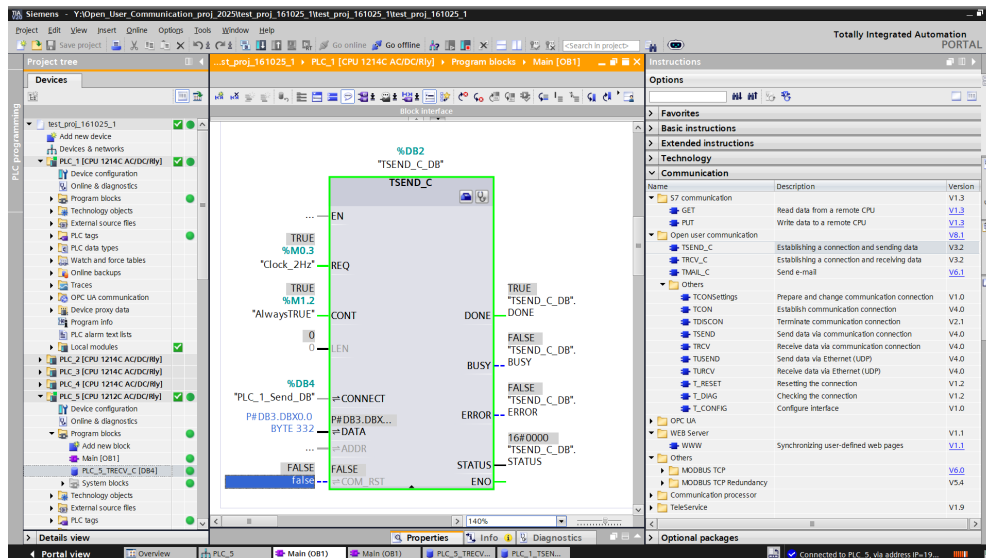 Siemens - Y:\Open_User_Communication_proj_2025\test_proj_161025_1\test_proj_161025_1\test_proj_161025_1
Project Edit View Insert Online Options Tools Window Help
Save project
Go online
Go offline
<Search in project>
Totally Integrated Automation
PORTAL
Project tree
...st_proj_161025_1 ▸ PLC_1 [CPU 1214C AC/DC/Rly] ▸ Program blocks ▸ Main [OB1]
Instructions
Devices
Options
PLC programming
Block interface
test_proj_161025_1
Add new device
Devices & networks
PLC_1 [CPU 1214C AC/DC/Rly]
Device configuration
Online & diagnostics
Program blocks
Technology objects
External source files
PLC tags
PLC data types
Watch and force tables
Online backups
Traces
OPC UA communication
Device proxy data
Program info
PLC alarm text lists
Local modules
PLC_2 [CPU 1214C AC/DC/Rly]
PLC_3 [CPU 1214C AC/DC/Rly]
PLC_4 [CPU 1214C AC/DC/Rly]
PLC_5 [CPU 1212C AC/DC/Rly]
Device configuration
Online & diagnostics
Program blocks
Add new block
Main [OB1]
PLC_5_TRECV_C [DB4]
System blocks
Technology objects
External source files
PLC tags
Details view
%DB2
"TSEND_C_DB"
TSEND_C
... EN
TRUE
%M0.3
"Clock_2Hz" REQ
TRUE
%M1.2
"AlwaysTRUE" CONT
0
0 LEN
%DB4
"PLC_1_Send_DB" CONNECT
P#DB3.DBX0.0
BYTE 332
P#DB3.DBX...
DATA
... ADDR
FALSE
false
FALSE
COM_RST
TRUE
"TSEND_C_DB".
DONE DONE
FALSE
"TSEND_C_DB".
BUSY BUSY
FALSE
"TSEND_C_DB".
ERROR ERROR
16#0000
"TSEND_C_DB".
STATUS STATUS
ENO
140%
Properties
Info
Diagnostics
Favorites
Basic instructions
Extended instructions
Technology
Communication
Name Description Version
S7 communication V1.3
GET Read data from a remote CPU V1.3
PUT Write data to a remote CPU V1.3
Open user communication V8.1
TSEND_C Establishing a connection and sending data V3.2
TRCV_C Establishing a connection and receiving data V3.2
TMAIL_C Send e-mail V6.1
Others
TCONSettings Prepare and change communication connection V1.0
TCON Establish communication connection V4.0
TDISCON Terminate communication connection V2.1
TSEND Send data via communication connection V4.0
TRCV Receive data via communication connection V4.0
TUSEND Send data via Ethernet (UDP) V4.0
TURCV Receive data via Ethernet (UDP) V4.0
T_RESET Resetting the connection V1.2
T_DIAG Checking the connection V1.2
T_CONFIG Configure interface V1.0
OPC UA
WEB Server V1.1
WWW Synchronizing user-defined web pages V1.1
Others
MODBUS TCP V6.0
MODBUS TCP Redundancy V5.4
Communication processor
TeleService V1.9
Optional packages
Portal view
Overview
PLC_5
Main (OB1)
Main (OB1)
PLC_5_TRECV...
PLC_1_TSEN...
Connected to PLC_5, via address IP=19...